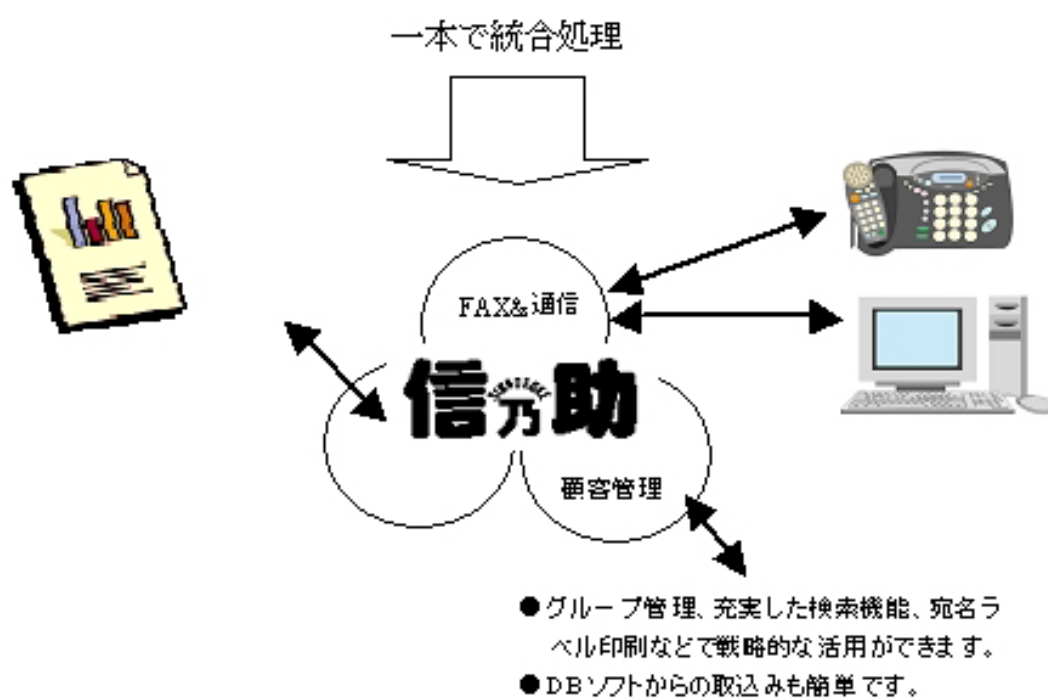 一本で統合処理
FAX&通信
信乃助
顧客管理
●グループ管理、充実した検索機能、宛名ラ
ベル印刷などで戦略的な活用ができます。
●DBソフトからの取込みも簡単です。